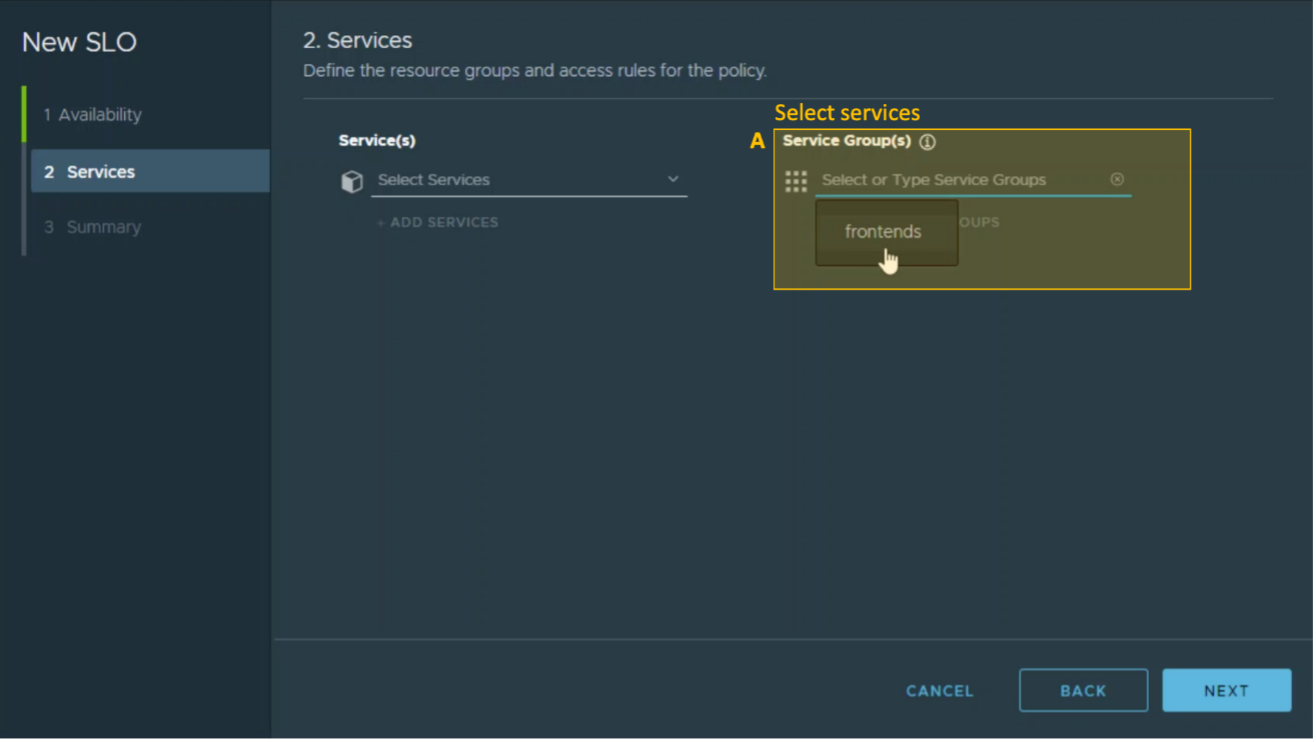 New SLO
1 Availability
2 Services
3 Summary
2. Services
Define the resource groups and access rules for the policy.
Select services
A
Service(s)
Select Services
+ ADD SERVICES
Service Group(s)
Select or Type Service Groups
OUPS
frontends
CANCEL
BACK
NEXT